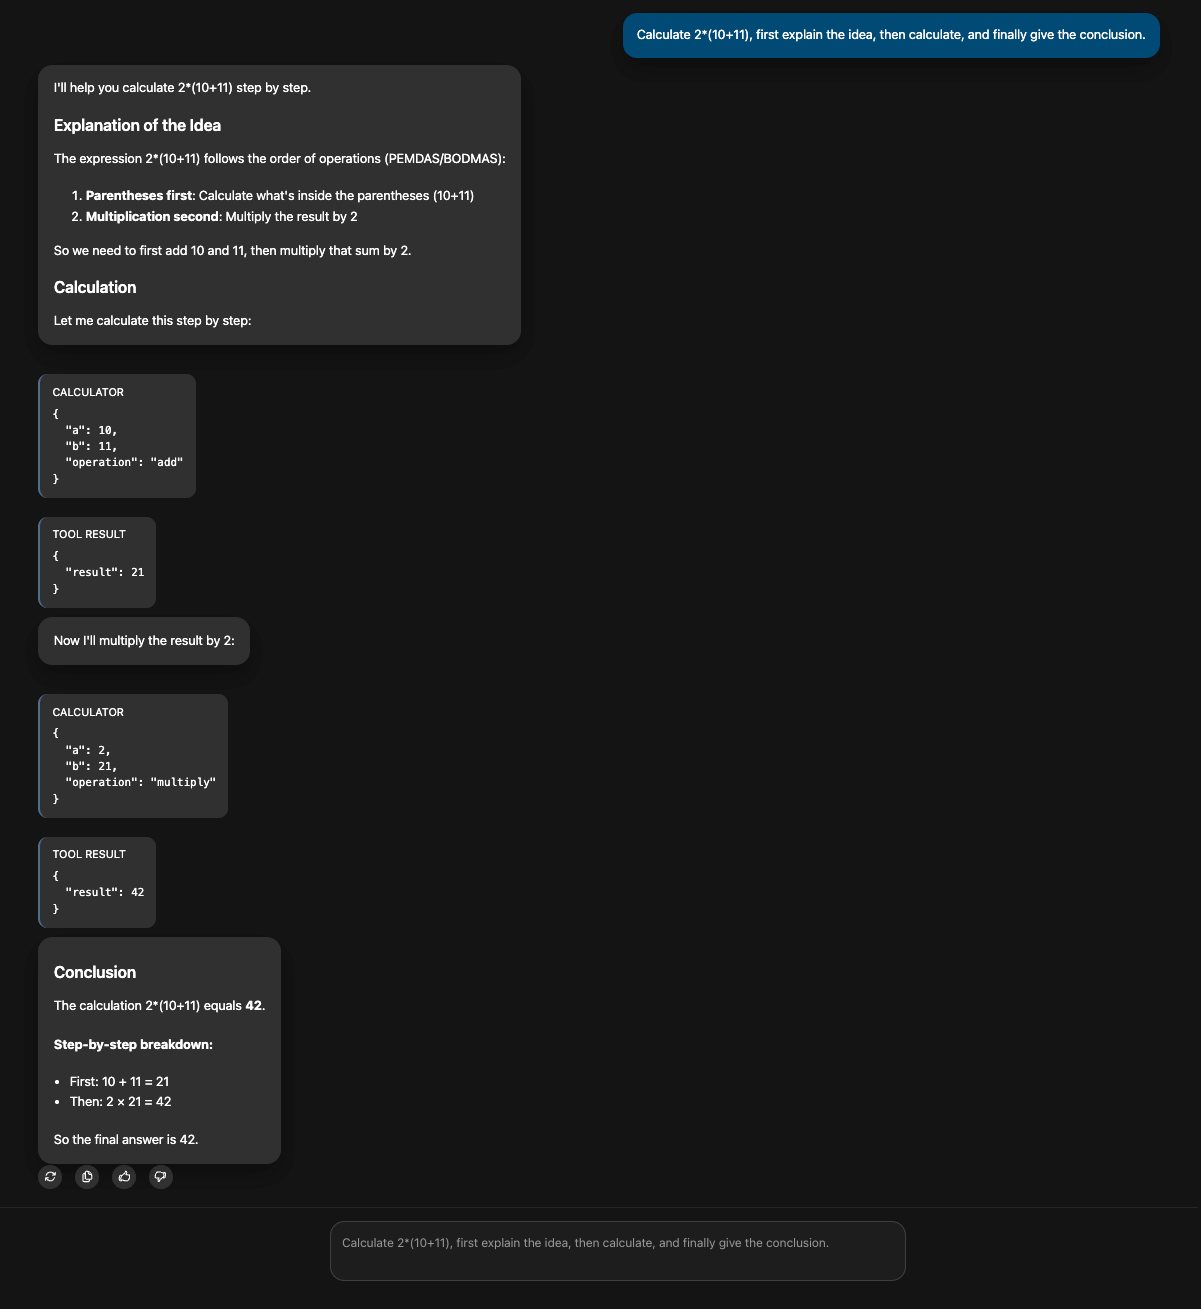 Calculate 2*(10+11), first explain the idea, then calculate, and finally give the conclusion.
I'll help you calculate 2*(10+11) step by step.
Explanation of the Idea
The expression 2*(10+11) follows the order of operations (PEMDAS/BODMAS):
1. Parentheses first: Calculate what's inside the parentheses (10+11)
2. Multiplication second: Multiply the result by 2
So we need to first add 10 and 11, then multiply that sum by 2.
Calculation
Let me calculate this step by step:
CALCULATOR
{
  "a": 10,
  "b": 11,
  "operation": "add"
}
TOOL RESULT
{
  "result": 21
}
Now I'll multiply the result by 2:
CALCULATOR
{
  "a": 2,
  "b": 21,
  "operation": "multiply"
}
TOOL RESULT
{
  "result": 42
}
Conclusion
The calculation 2*(10+11) equals 42.
Step-by-step breakdown:
• First: 10 + 11 = 21
• Then: 2 × 21 = 42
So the final answer is 42.
Calculate 2*(10+11), first explain the idea, then calculate, and finally give the conclusion.